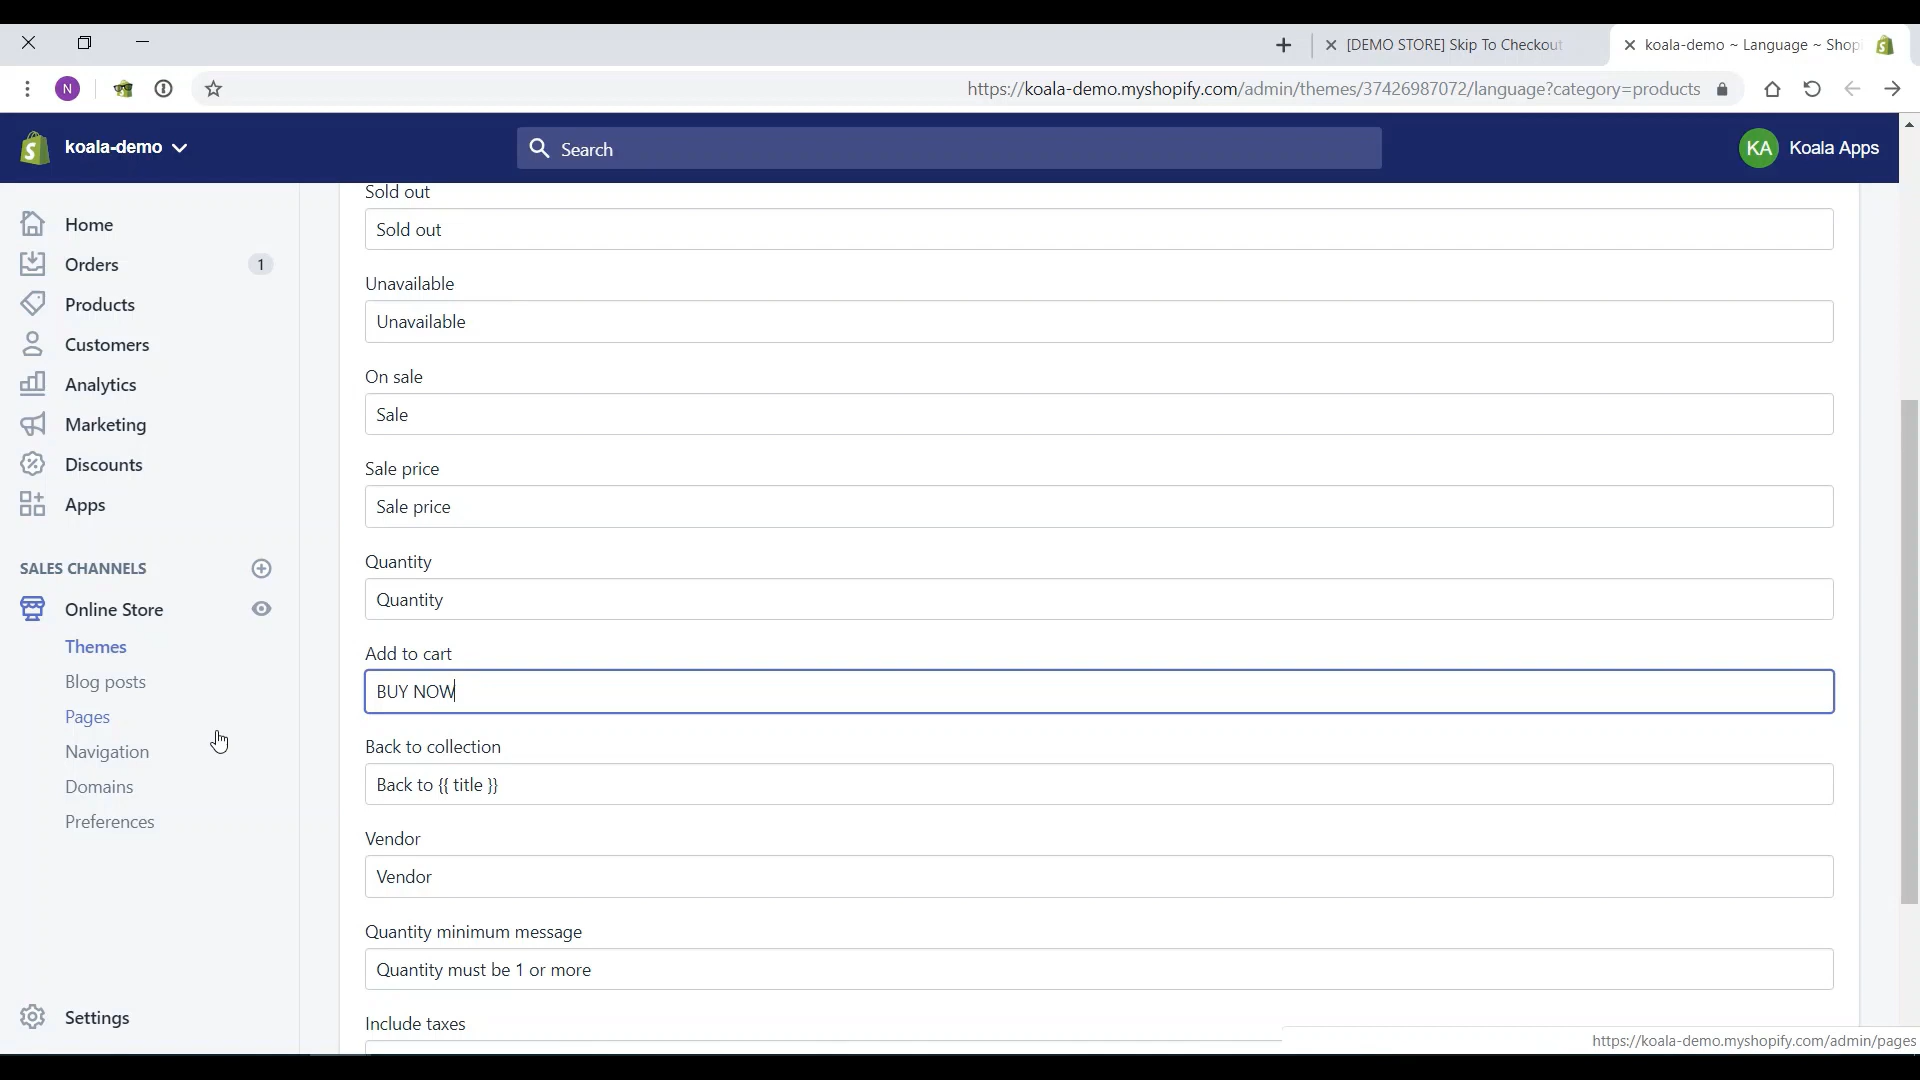 [DEMO STORE] Skip To Checkout
koala-demo ~ Language ~ Shop
N
https://koala-demo.myshopify.com/admin/themes/37426987072/language?category=products
koala-demo
Search
KA
Koala Apps
Home
Orders
1
Products
Customers
Analytics
Marketing
Discounts
Apps
SALES CHANNELS
Online Store
Themes
Blog posts
Pages
Navigation
Domains
Preferences
Settings
Sold out
Sold out
Unavailable
Unavailable
On sale
Sale
Sale price
Sale price
Quantity
Quantity
Add to cart
BUY NOW
Back to collection
Back to {{ title }}
Vendor
Vendor
Quantity minimum message
Quantity must be 1 or more
Include taxes
https://koala-demo.myshopify.com/admin/pages